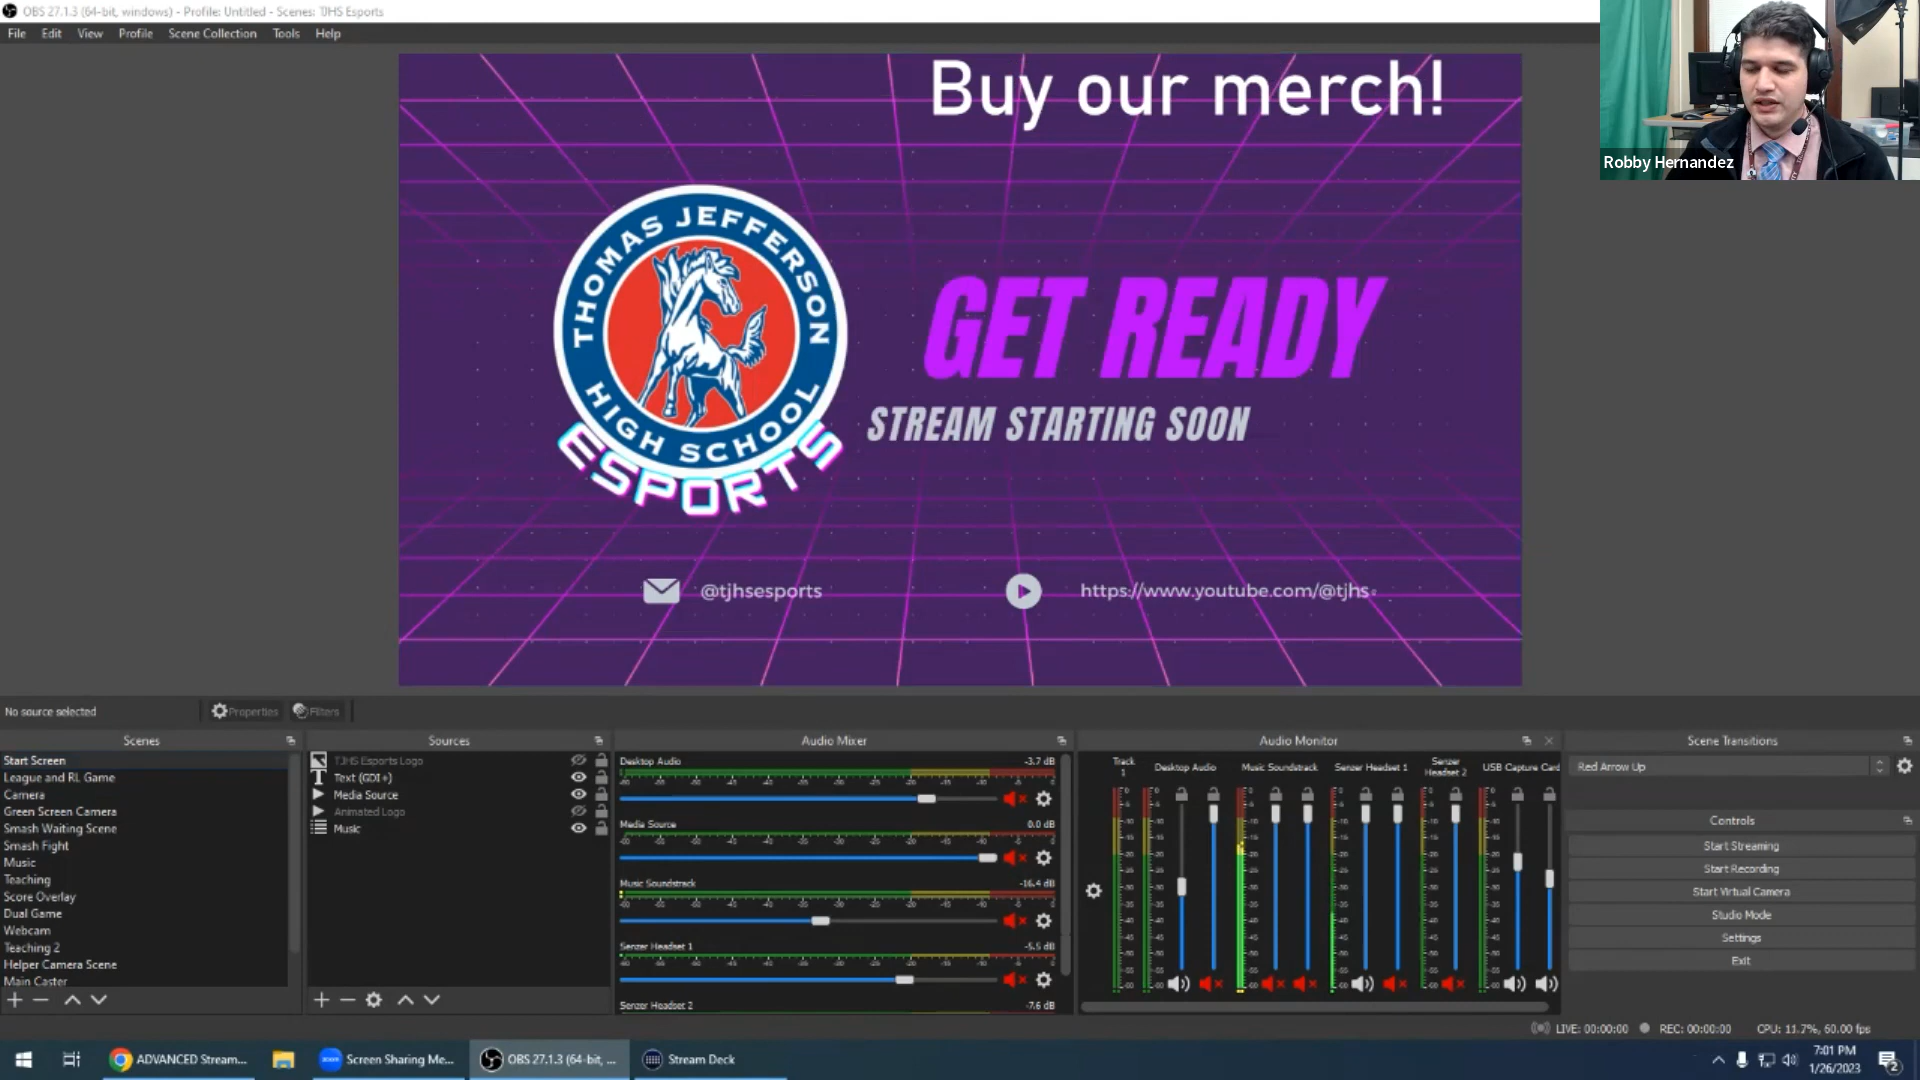 OBS 27.1.3 (64-bit, windows) - Profile: Untitled - Scenes: TJHS Esports
File Edit View Profile Scene Collection Tools Help
Buy our merch!
THOMAS JEFFERSON
HIGH SCHOOL
ESPORTS
GET READY
STREAM STARTING SOON
@tjhsesports
https://www.youtube.com/@tjhs
Robby Hernandez
No source selected
Properties
Filters
Scenes
Start Screen
League and RL Game
Camera
Green Screen Camera
Smash Waiting Scene
Smash Fight
Music
Teaching
Score Overlay
Dual Game
Webcam
Teaching 2
Helper Camera Scene
Main Caster
Sources
TJHS Esports Logo
Text (GDI+)
Media Source
Animated Logo
Music
Audio Mixer
Desktop Audio -3.7 dB
Media Source 0.0 dB
Music Soundstrack -16.4 dB
Senzer Headset 1 -5.5 dB
Senzer Headset 2 -7.6 dB
Audio Monitor
Track 1
Desktop Audio
Music Soundstrack
Senzer Headset 1
Senzer Headset 2
USB Capture Card
Scene Transitions
Red Arrow Up
Controls
Start Streaming
Start Recording
Start Virtual Camera
Studio Mode
Settings
Exit
LIVE: 00:00:00 REC: 00:00:00 CPU: 11.7%, 60.00 fps
ADVANCED Stream...
zoom
Screen Sharing Me...
OBS 27.1.3 (64-bit, ...
Stream Deck
7:01 PM
1/26/2023
2